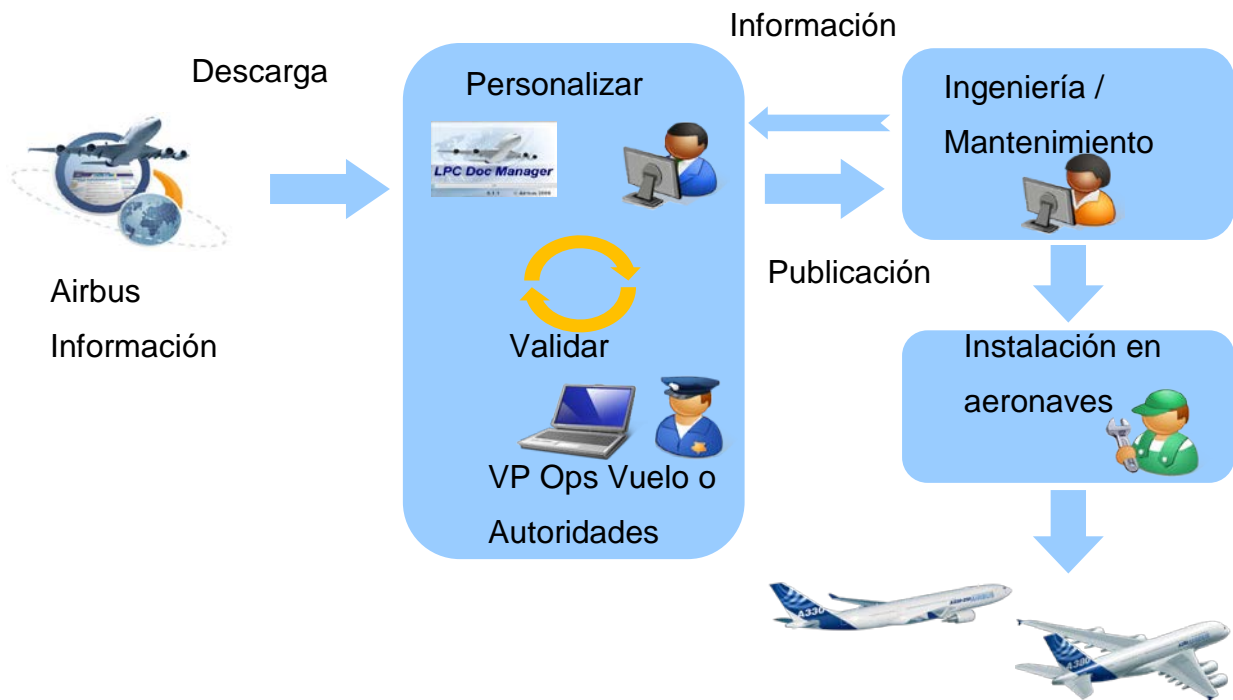 Información
Descarga
Personalizar
Ingeniería /
Mantenimiento
LPC Doc Manager
Airbus
Información
Publicación
Validar
Instalación en
aeronaves
VP Ops Vuelo o
Autoridades
A330
A380